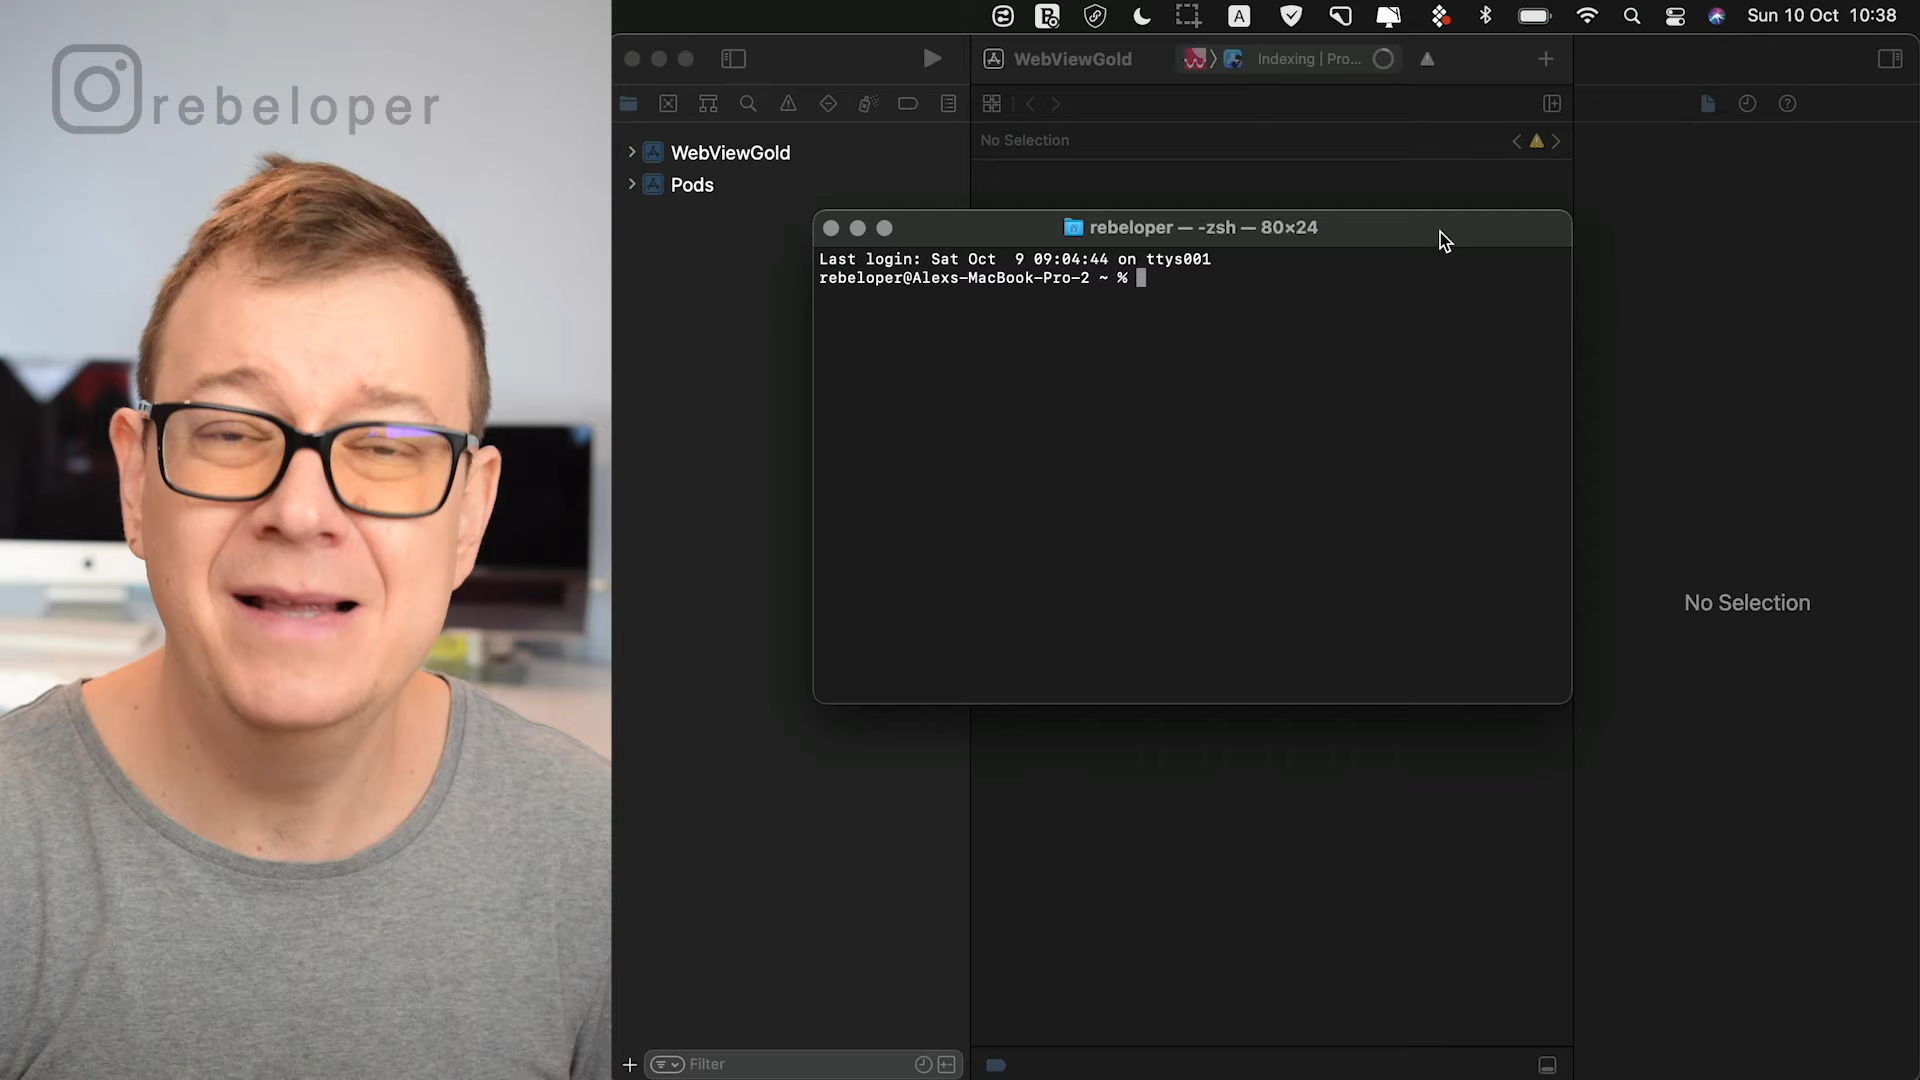 rebeloper
Sun 10 Oct 10:38
WebViewGold
Indexing | Pro...
No Selection
WebViewGold
Pods
rebeloper — -zsh — 80×24
Last login: Sat Oct  9 09:04:44 on ttys001
rebeloper@Alexs-MacBook-Pro-2 ~ %
No Selection
Filter